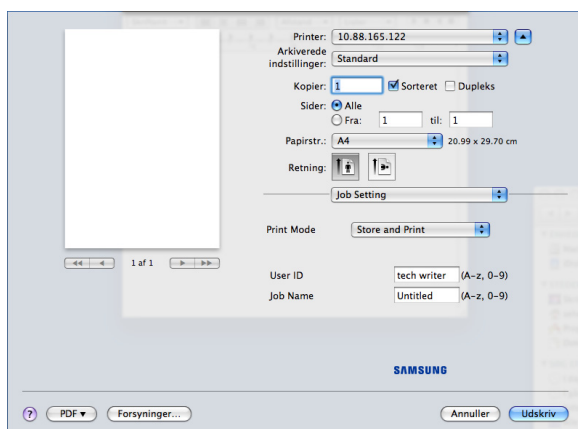 Printer: 10.88.165.122
Arkiverede indstillinger: Standard
Kopier: 1 Sorteret Dupleks
Sider: Alle
Fra: 1 til: 1
Papirstr.: A4 20.99 x 29.70 cm
Retning:
Job Setting
Print Mode Store and Print
1 af 1
User ID tech writer (A-z, 0-9)
Job Name Untitled (A-z, 0-9)
SAMSUNG
? PDF Forsyninger... Annuller Udskriv